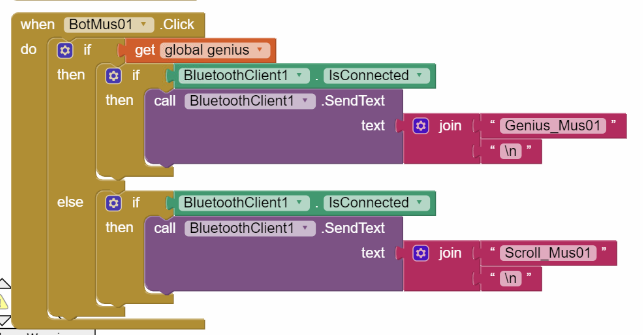 when BotMus01 .Click
do if get global genius
then if BluetoothClient1 . IsConnected
then call BluetoothClient1 .SendText
text join " Genius_Mus01 "
" \n "
else if BluetoothClient1 . IsConnected
then call BluetoothClient1 .SendText
text join " Scroll_Mus01 "
" \n "